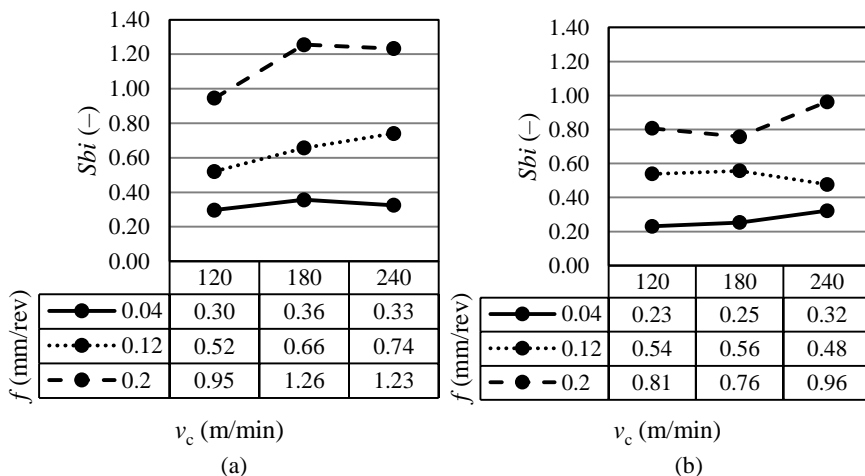 1.40
1.20
1.00
0.80
0.60
0.40
0.20
0.00
Sbi (–)
120 180 240
0.04 0.30 0.36 0.33
0.12 0.52 0.66 0.74
0.2 0.95 1.26 1.23
f (mm/rev)
v_c (m/min)
(a)
1.40
1.20
1.00
0.80
0.60
0.40
0.20
0.00
Sbi (–)
120 180 240
0.04 0.23 0.25 0.32
0.12 0.54 0.56 0.48
0.2 0.81 0.76 0.96
f (mm/rev)
v_c (m/min)
(b)